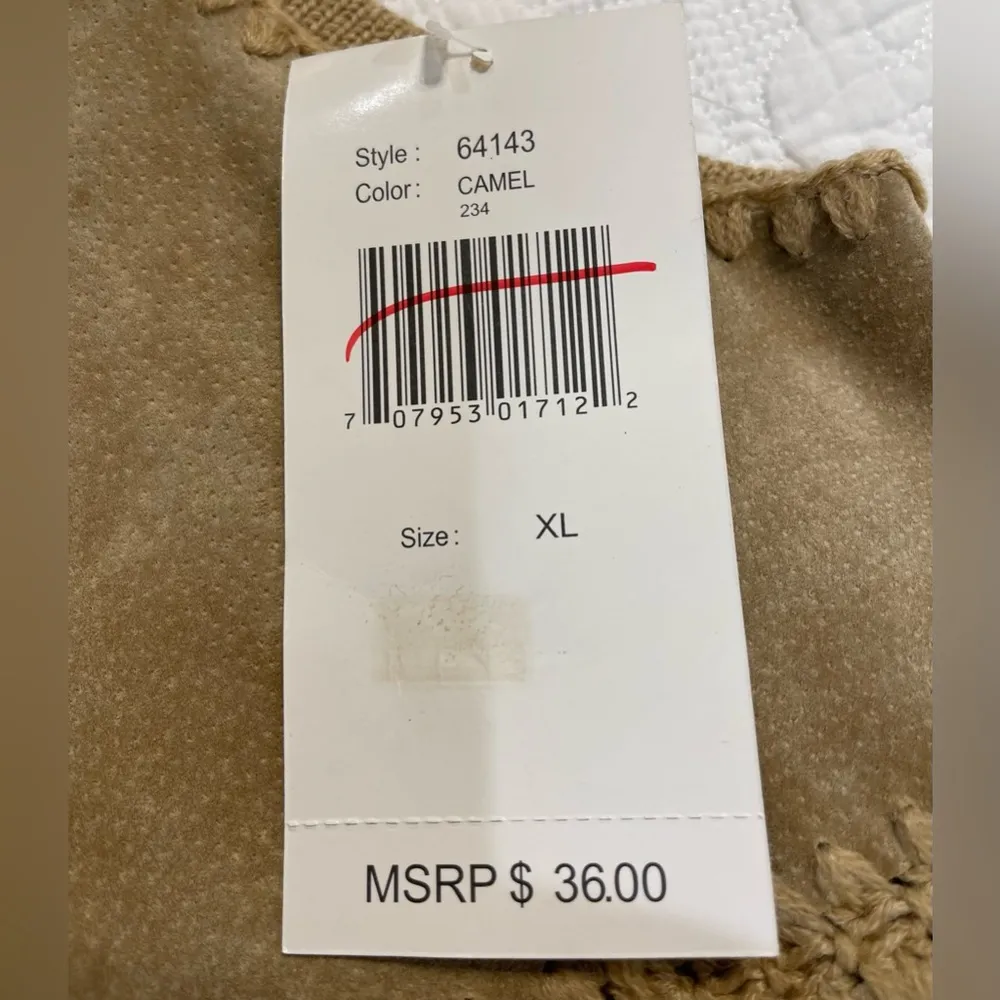 Style : 64143
Color : CAMEL
234
7 07953 01712 2
Size : XL
MSRP $ 36.00